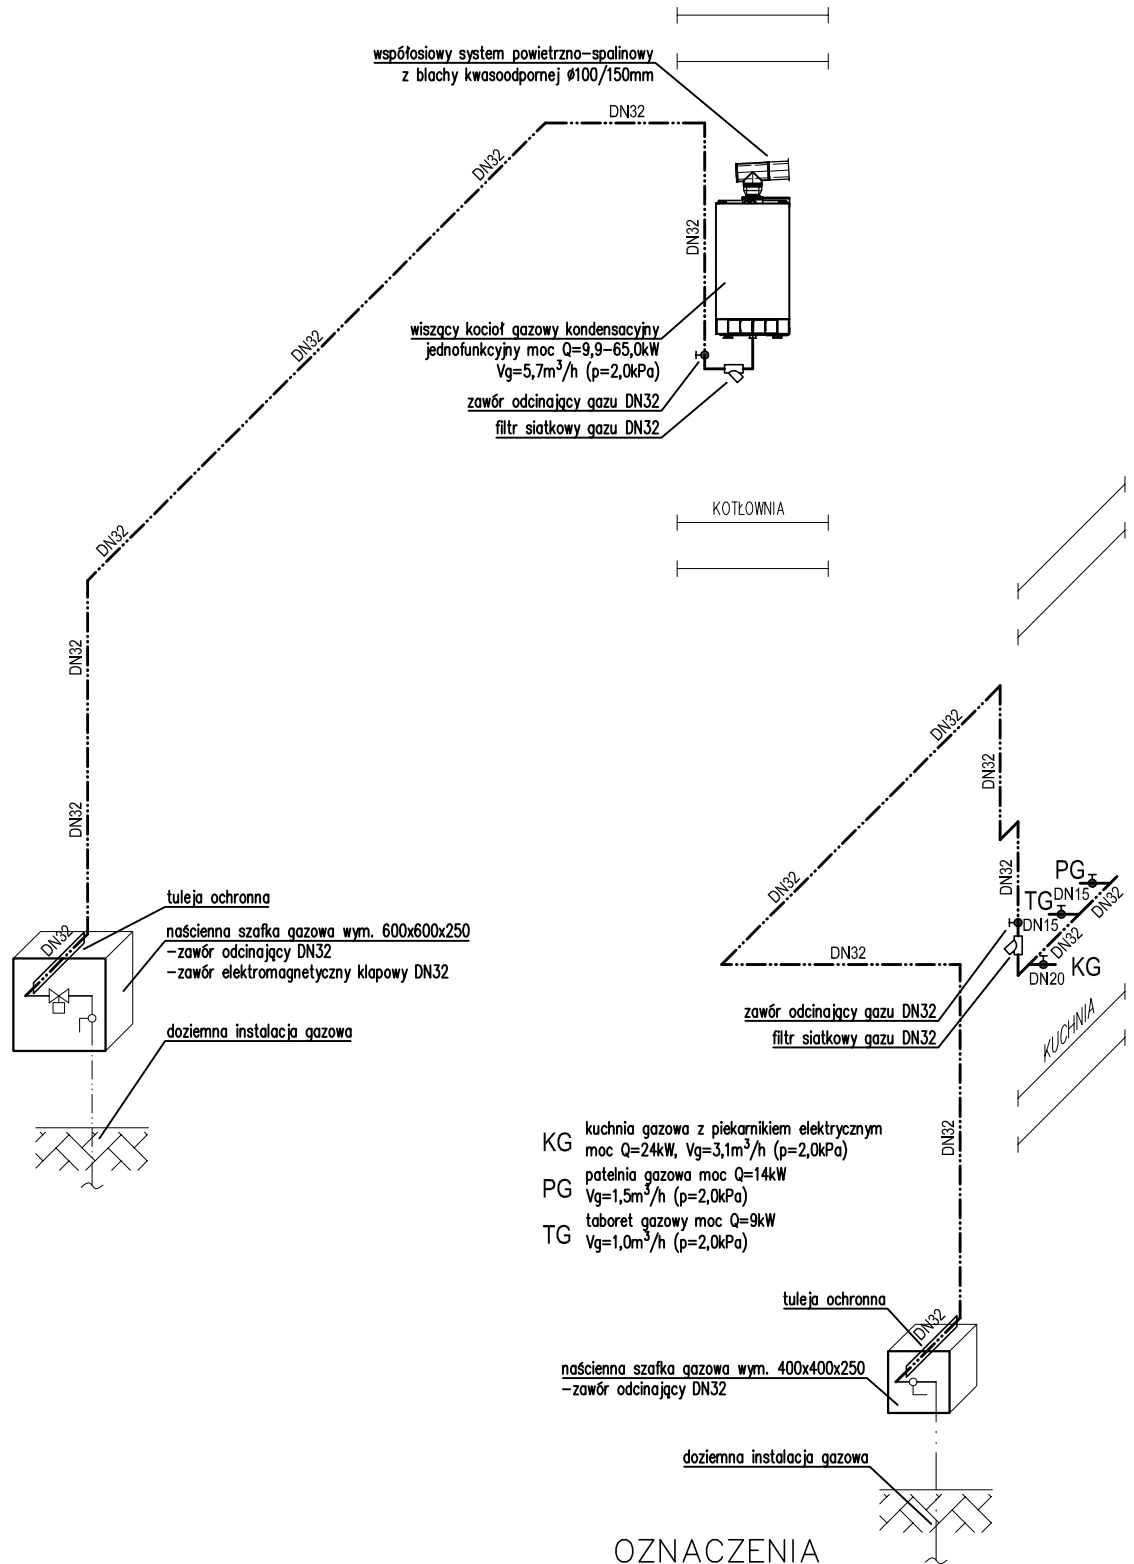 współosiowy system powietrzno-spalinowy
z blachy kwasoodpornej ø100/150mm
DN32
DN32
DN32
DN32
wiszący kocioł gazowy kondensacyjny
jednofunkcyjny moc Q=9,9-65,0kW
Vg=5,7m³/h (p=2,0kPa)
zawór odcinający gazu DN32
filtr siatkowy gazu DN32
KOTŁOWNIA
DN32
DN32
DN32
DN32
tuleja ochronna
naścienna szafka gazowa wym. 600x600x250
-zawór odcinający DN32
-zawór elektromagnetyczny klapowy DN32
doziemna instalacja gazowa
DN32
DN32
DN32
DN32
PG
DN15
DN32
TG
DN15
DN32
KG
DN20
DN32
zawór odcinający gazu DN32
filtr siatkowy gazu DN32
KUCHNIA
DN32
KG kuchnia gazowa z piekarnikiem elektrycznym
moc Q=24kW, Vg=3,1m³/h (p=2,0kPa)
PG patelnia gazowa moc Q=14kW
Vg=1,5m³/h (p=2,0kPa)
TG taboret gazowy moc Q=9kW
Vg=1,0m³/h (p=2,0kPa)
tuleja ochronna
DN32
naścienna szafka gazowa wym. 400x400x250
-zawór odcinający DN32
doziemna instalacja gazowa
OZNACZENIA